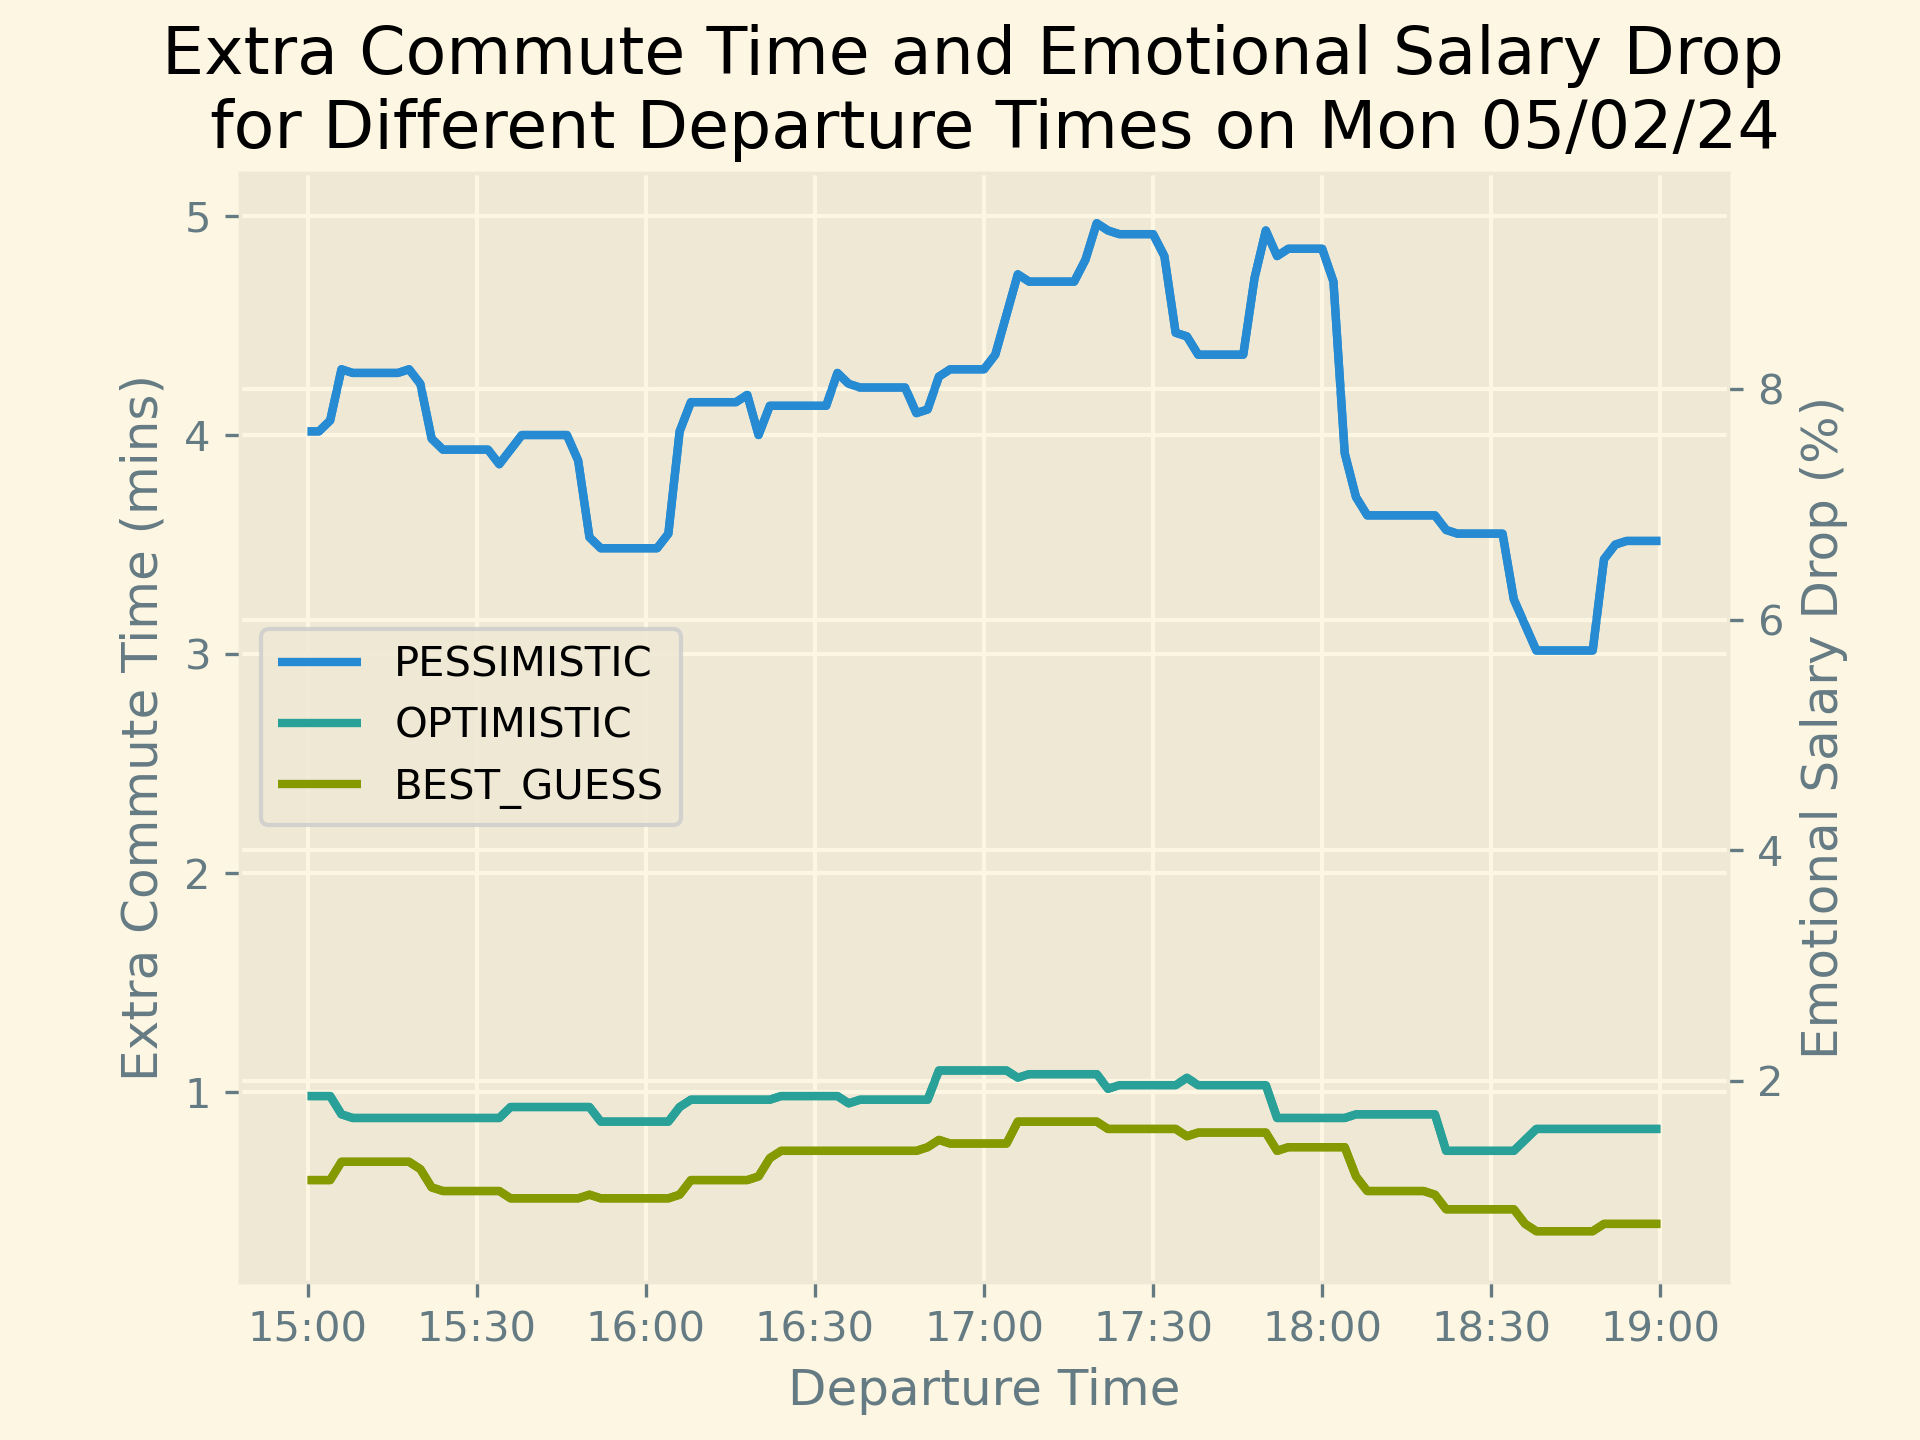 Extra Commute Time and Emotional Salary Drop
for Different Departure Times on Mon 05/02/24
Extra Commute Time (mins)
5
4
3
2
1
PESSIMISTIC
OPTIMISTIC
BEST_GUESS
8
6
4
2
Emotional Salary Drop (%)
15:00 15:30 16:00 16:30 17:00 17:30 18:00 18:30 19:00
Departure Time